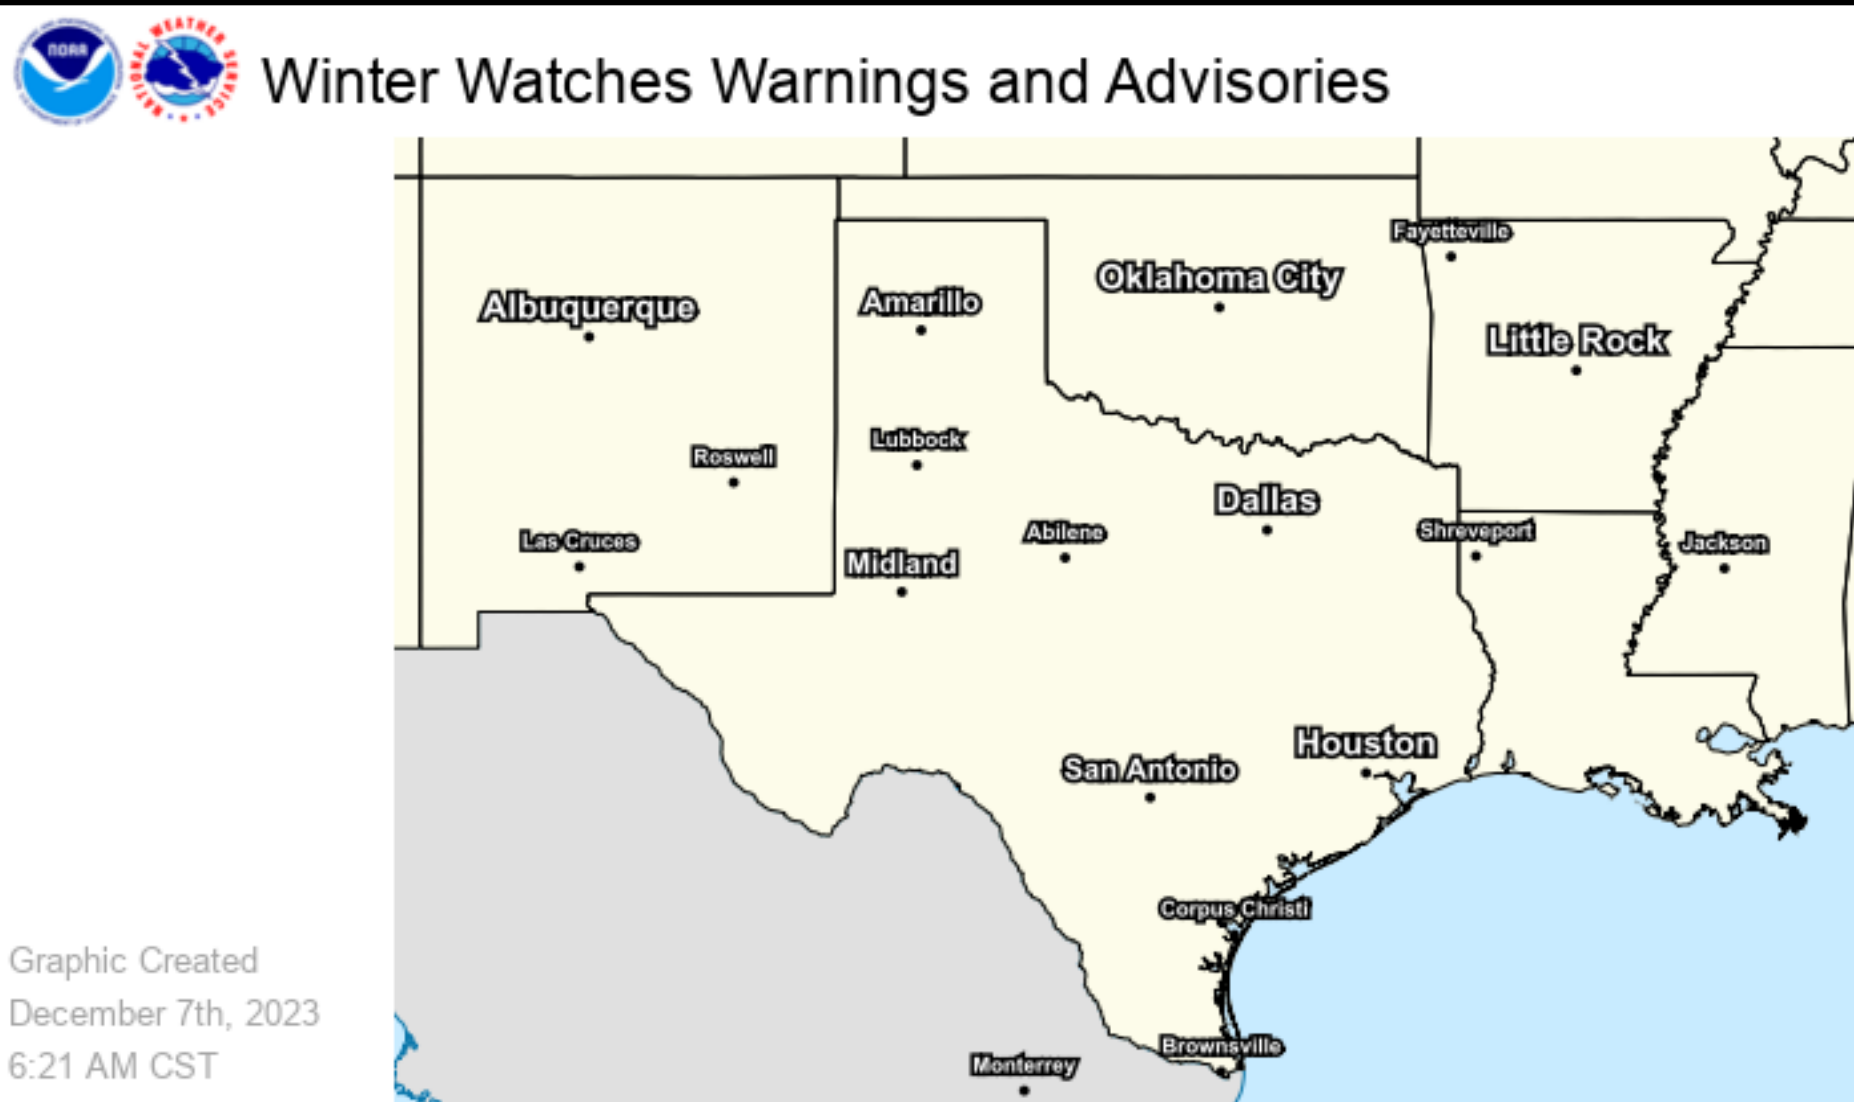 NOAA
NATIONAL WEATHER SERVICE
Winter Watches Warnings and Advisories
Fayetteville
Oklahoma City
Albuquerque
Amarillo
Little Rock
Lubbock
Roswell
Dallas
Abilene
Shreveport
Las Cruces
Jackson
Midland
Houston
San Antonio
Corpus Christi
Graphic Created
December 7th, 2023
6:21 AM CST
Brownsville
Monterrey